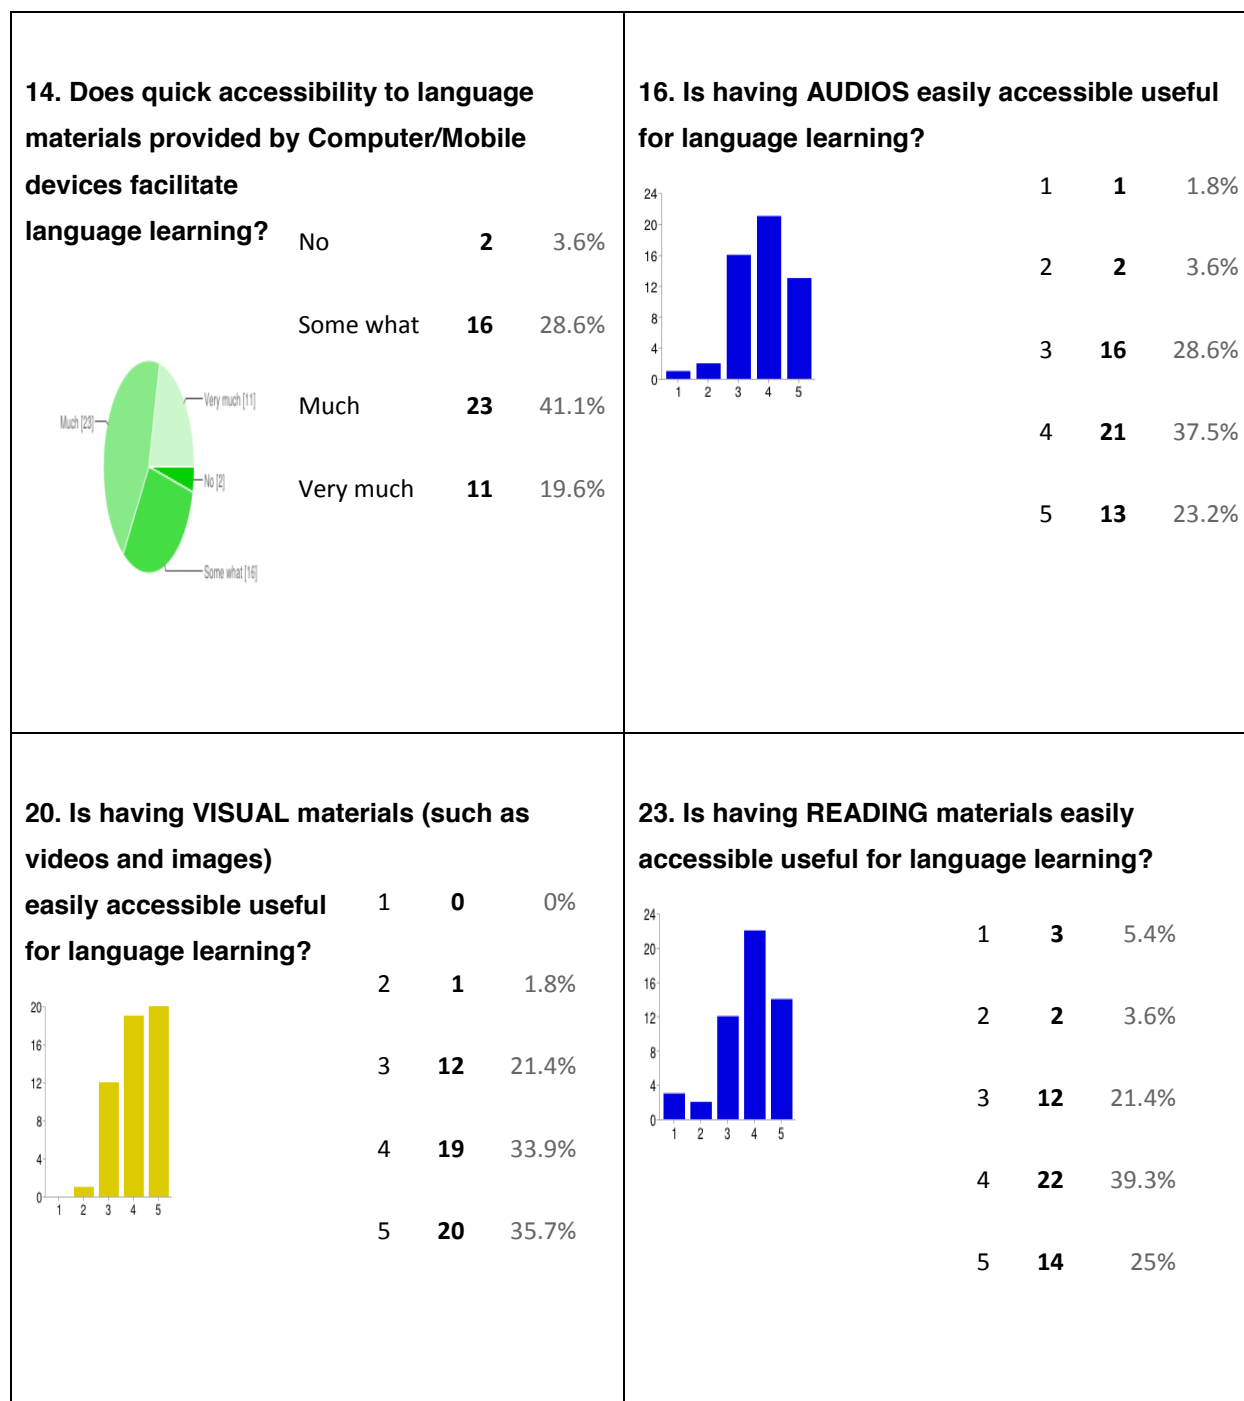 14. Does quick accessibility to language
materials provided by Computer/Mobile
devices facilitate
language learning?
No 2 3.6%
Some what 16 28.6%
Much 23 41.1%
Very much 11 19.6%
Very much [11]
Much [23]
No [2]
Some what [16]
16. Is having AUDIOS easily accessible useful
for language learning?
24
20
16
12
8
4
0
1 2 3 4 5
1 1 1.8%
2 2 3.6%
3 16 28.6%
4 21 37.5%
5 13 23.2%
20. Is having VISUAL materials (such as
videos and images)
easily accessible useful
for language learning?
20
16
12
8
4
0
1 2 3 4 5
1 0 0%
2 1 1.8%
3 12 21.4%
4 19 33.9%
5 20 35.7%
23. Is having READING materials easily
accessible useful for language learning?
24
20
16
12
8
4
0
1 2 3 4 5
1 3 5.4%
2 2 3.6%
3 12 21.4%
4 22 39.3%
5 14 25%